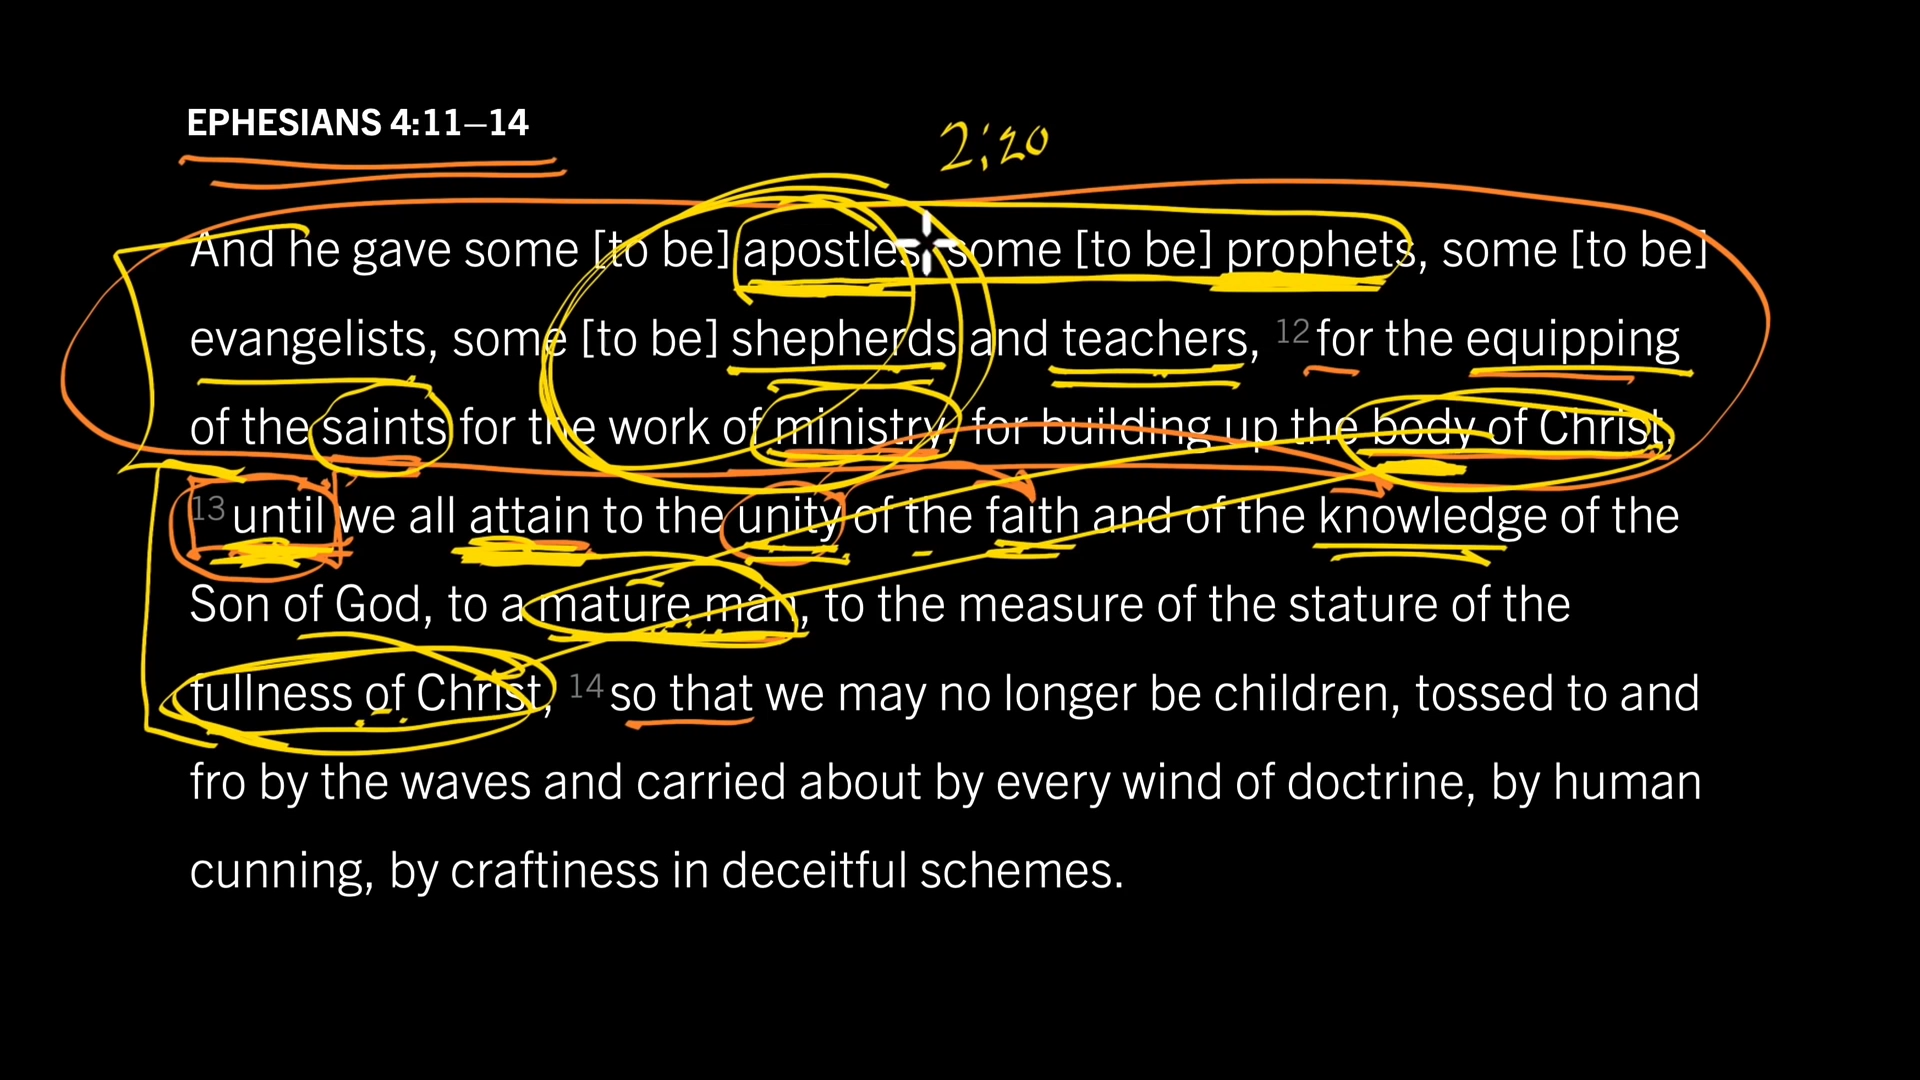 EPHESIANS 4:11–14
2:20
And he gave some [to be] apostles, some [to be] prophets, some [to be]
evangelists, some [to be] shepherds and teachers, 12 for the equipping
of the saints for the work of ministry, for building up the body of Christ,
13 until we all attain to the unity of the faith and of the knowledge of the
Son of God, to a mature man, to the measure of the stature of the
fullness of Christ, 14 so that we may no longer be children, tossed to and
fro by the waves and carried about by every wind of doctrine, by human
cunning, by craftiness in deceitful schemes.